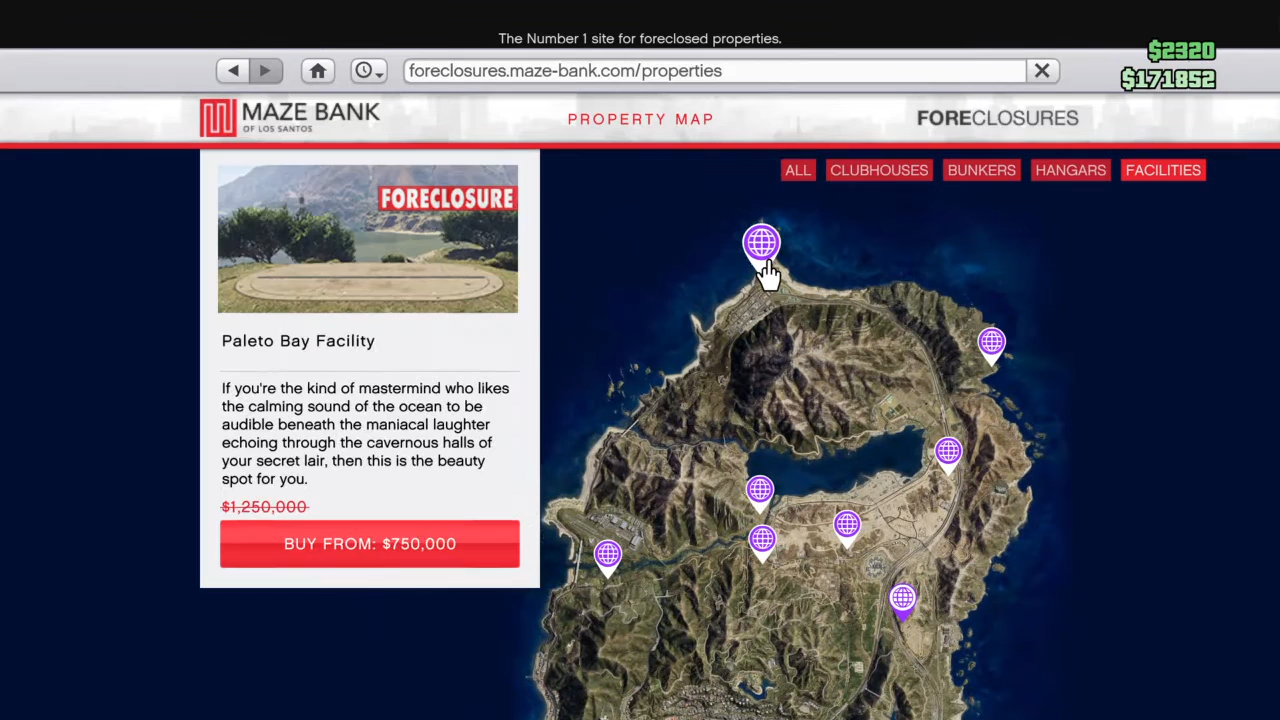 The Number 1 site for foreclosed properties.
$2320
foreclosures.maze-bank.com/properties
$171852
MAZE BANK
OF LOS SANTOS
PROPERTY MAP
FORECLOSURES
ALL
CLUBHOUSES
BUNKERS
HANGARS
FACILITIES
FORECLOSURE
Paleto Bay Facility
If you're the kind of mastermind who likes
the calming sound of the ocean to be
audible beneath the maniacal laughter
echoing through the cavernous halls of
your secret lair, then this is the beauty
spot for you.
$1,250,000
BUY FROM: $750,000